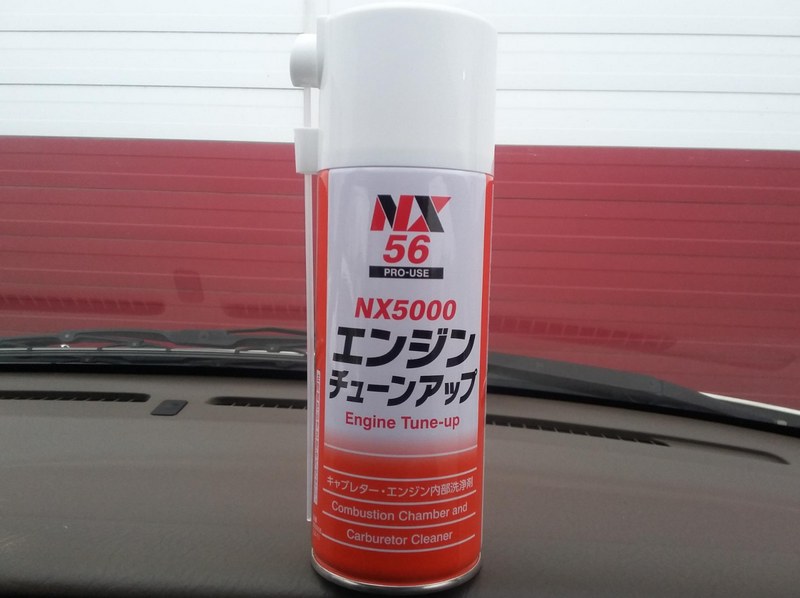 NX
56
PRO-USE
NX5000
エンジン
チューンアップ
Engine Tune-up
キャブレター・エンジン内部洗浄剤
Combustion Chamber and
Carburetor Cleaner